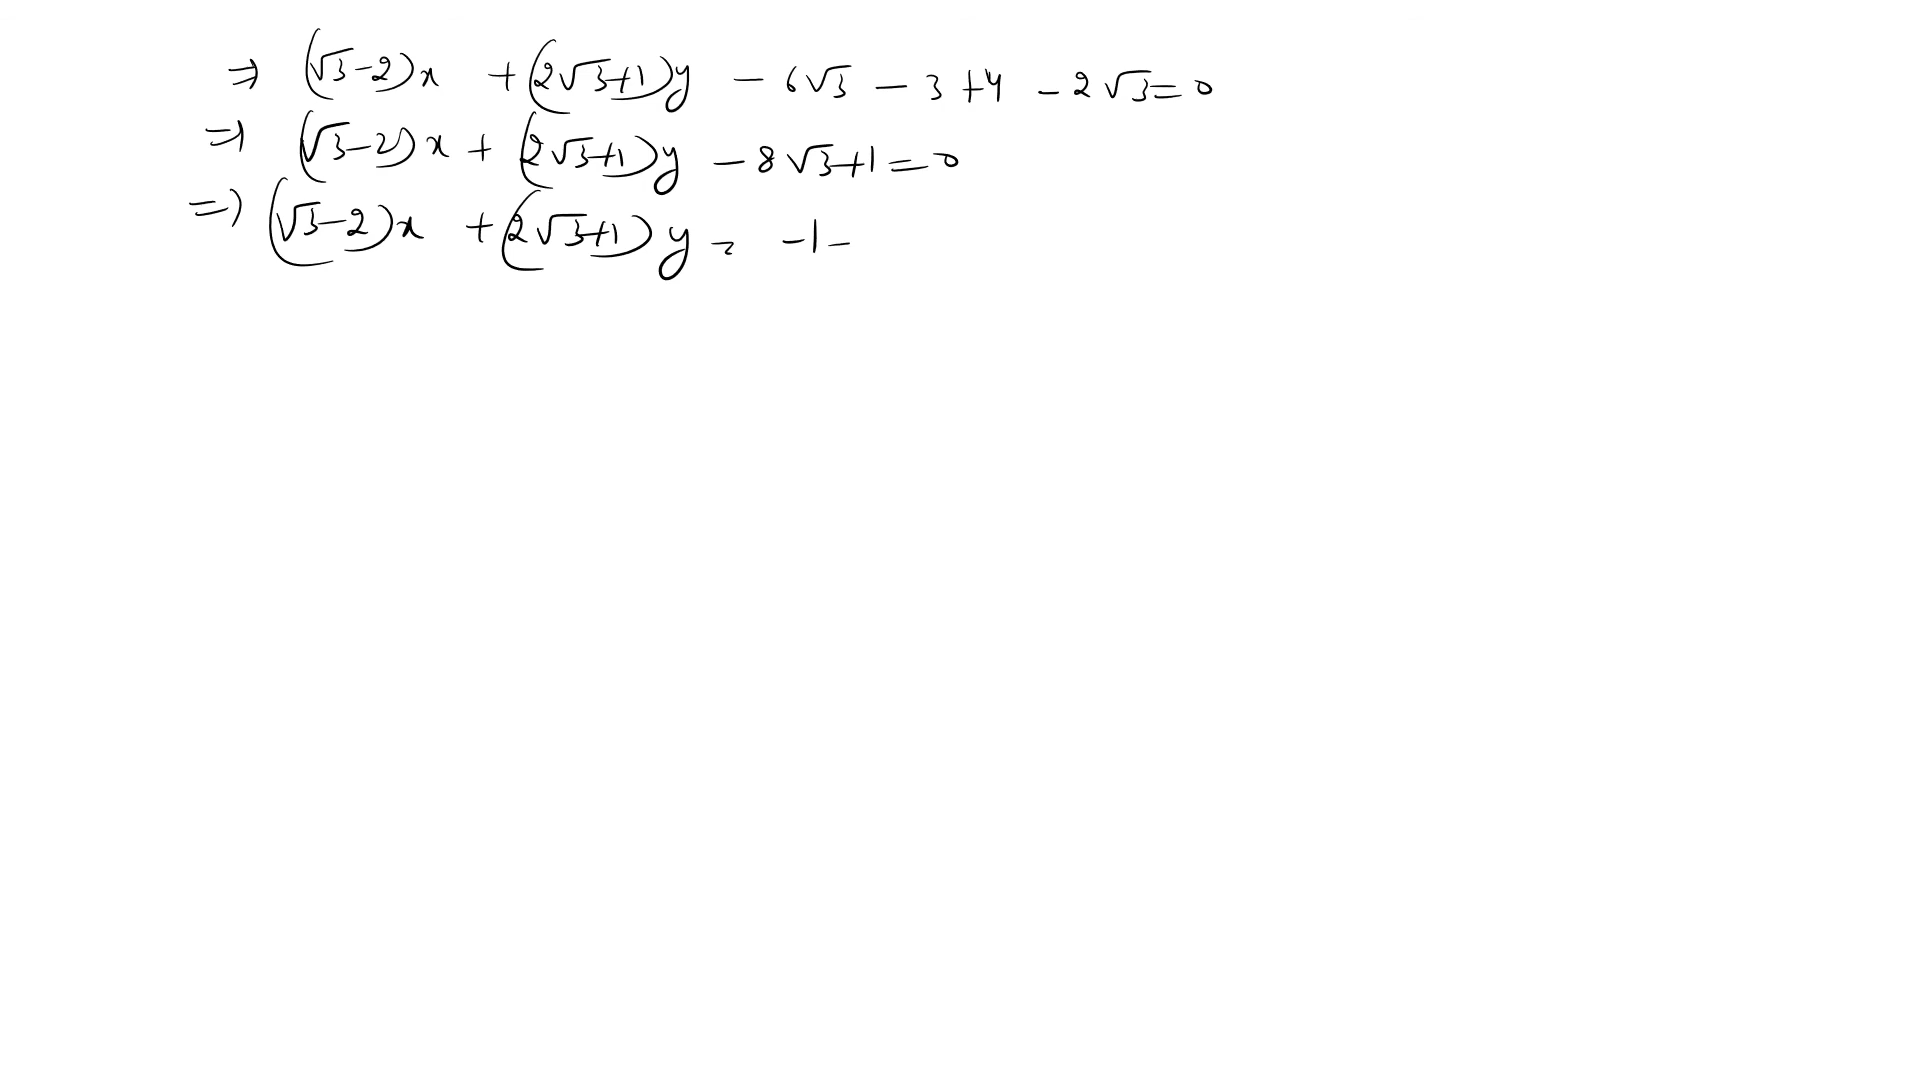 ⇒ (√3-2)x + (2√3+1)y - 6√3 - 3 + 4 - 2√3 = 0
⇒ (√3-2)x + (2√3+1)y - 8√3+1 = 0
⇒ (√3-2)x + (2√3+1)y = -1 -